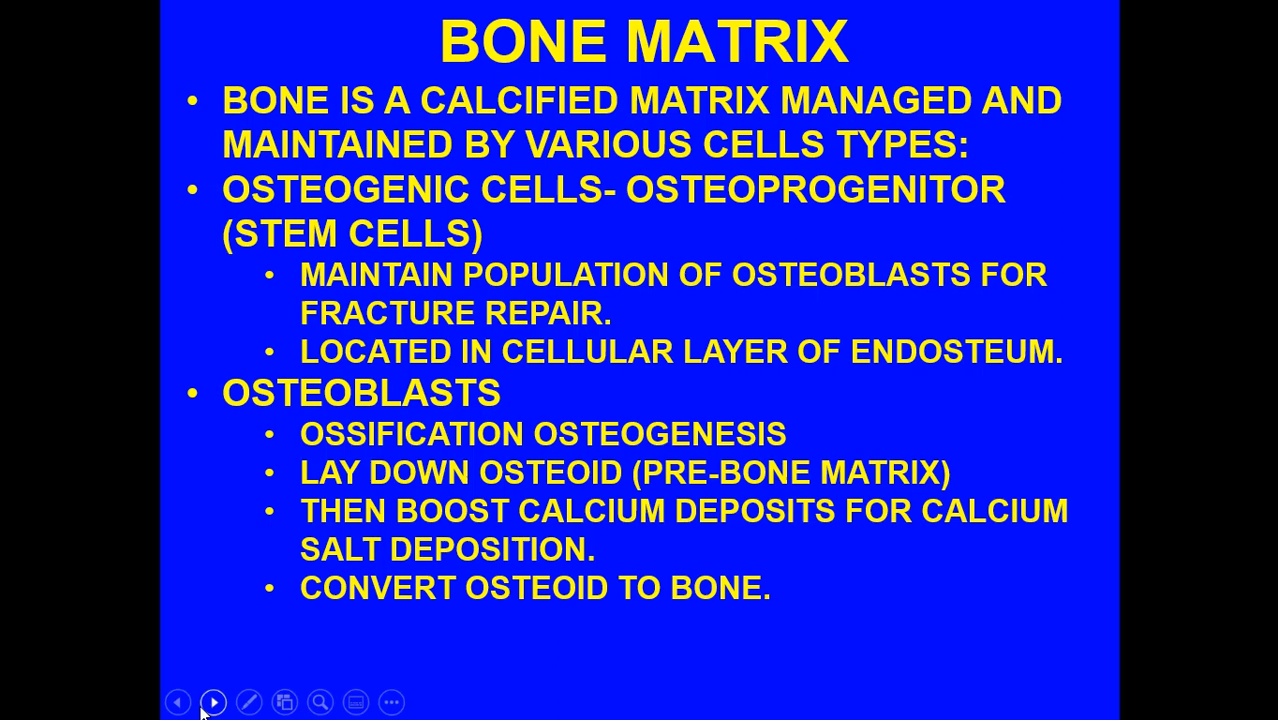 BONE MATRIX
• BONE IS A CALCIFIED MATRIX MANAGED AND
MAINTAINED BY VARIOUS CELLS TYPES:
• OSTEOGENIC CELLS- OSTEOPROGENITOR
(STEM CELLS)
• MAINTAIN POPULATION OF OSTEOBLASTS FOR
FRACTURE REPAIR.
• LOCATED IN CELLULAR LAYER OF ENDOSTEUM.
• OSTEOBLASTS
• OSSIFICATION OSTEOGENESIS
• LAY DOWN OSTEOID (PRE-BONE MATRIX)
• THEN BOOST CALCIUM DEPOSITS FOR CALCIUM
SALT DEPOSITION.
• CONVERT OSTEOID TO BONE.